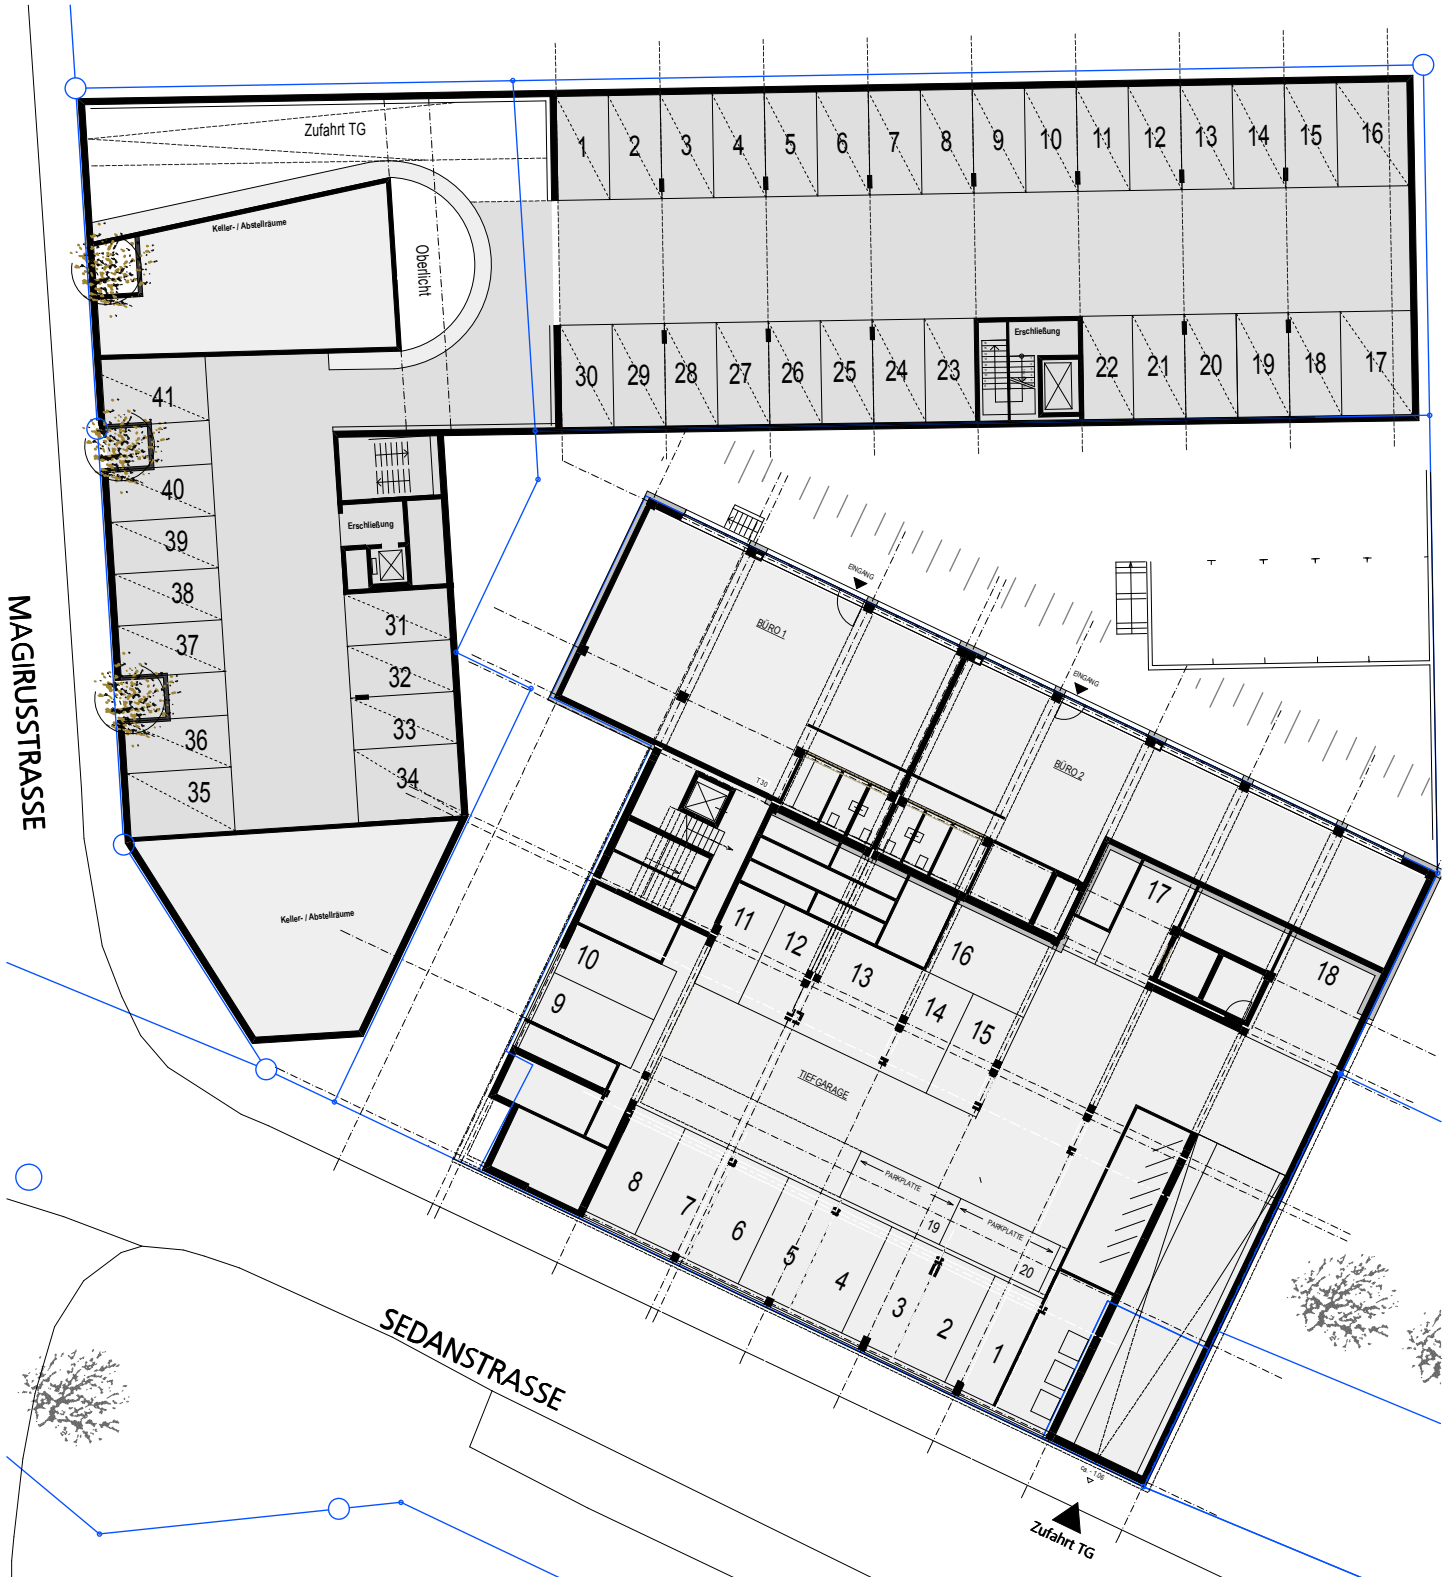 Zufahrt TG
1 2 3 4 5 6 7 8 9 10 11 12 13 14 15 16
Keller- / Abstellräume
Oberlicht
Erschließung
30 29 28 27 26 25 24 23 22 21 20 19 18 17
41
40
39
38
37
36
35
Erschließung
31
32
33
34
Keller- / Abstellräume
MAGIRUSSTRASSE
EINGANG
BÜRO 1
EINGANG
BÜRO 2
T 30
17
18
11
12
13
16
14
15
10
9
TIEFGARAGE
PARKPLATTE
19
PARKPLATTE
20
8
7
6
5
4
3
2
1
SEDANSTRASSE
ca. - 1.06
Zufahrt TG